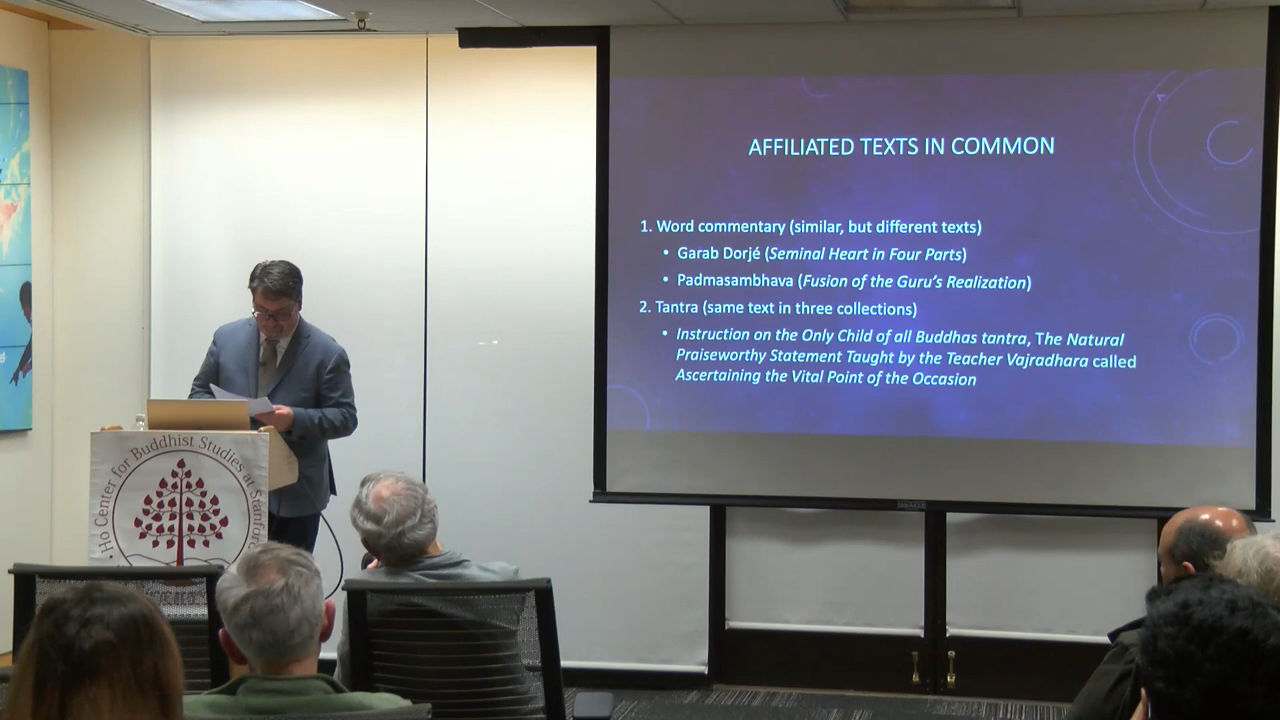 AFFILIATED TEXTS IN COMMON
1. Word commentary (similar, but different texts)
• Garab Dorjé (Seminal Heart in Four Parts)
• Padmasambhava (Fusion of the Guru's Realization)
2. Tantra (same text in three collections)
• Instruction on the Only Child of all Buddhas tantra, The Natural
Praiseworthy Statement Taught by the Teacher Vajradhara called
Ascertaining the Vital Point of the Occasion
• Ho Center for Buddhist Studies at Stanfor